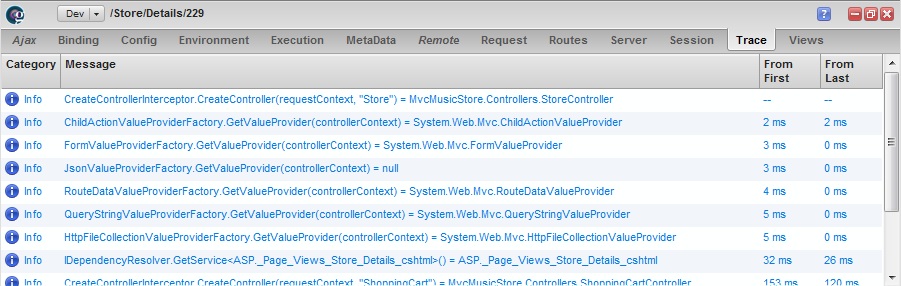 Dev /Store/Details/229 ?
Ajax Binding Config Environment Execution MetaData Remote Request Routes Server Session Trace Views
Category Message From First From Last
Info CreateControllerInterceptor.CreateController(requestContext, "Store") = MvcMusicStore.Controllers.StoreController -- --
Info ChildActionValueProviderFactory.GetValueProvider(controllerContext) = System.Web.Mvc.ChildActionValueProvider 2 ms 2 ms
Info FormValueProviderFactory.GetValueProvider(controllerContext) = System.Web.Mvc.FormValueProvider 3 ms 0 ms
Info JsonValueProviderFactory.GetValueProvider(controllerContext) = null 3 ms 0 ms
Info RouteDataValueProviderFactory.GetValueProvider(controllerContext) = System.Web.Mvc.RouteDataValueProvider 4 ms 0 ms
Info QueryStringValueProviderFactory.GetValueProvider(controllerContext) = System.Web.Mvc.QueryStringValueProvider 5 ms 0 ms
Info HttpFileCollectionValueProviderFactory.GetValueProvider(controllerContext) = System.Web.Mvc.HttpFileCollectionValueProvider 5 ms 0 ms
Info IDependencyResolver.GetService<ASP._Page_Views_Store_Details_cshtml>() = ASP._Page_Views_Store_Details_cshtml 32 ms 26 ms
Info CreateControllerInterceptor.CreateController(requestContext, "ShoppingCart") = MvcMusicStore.Controllers.ShoppingCartController 153 ms 120 ms